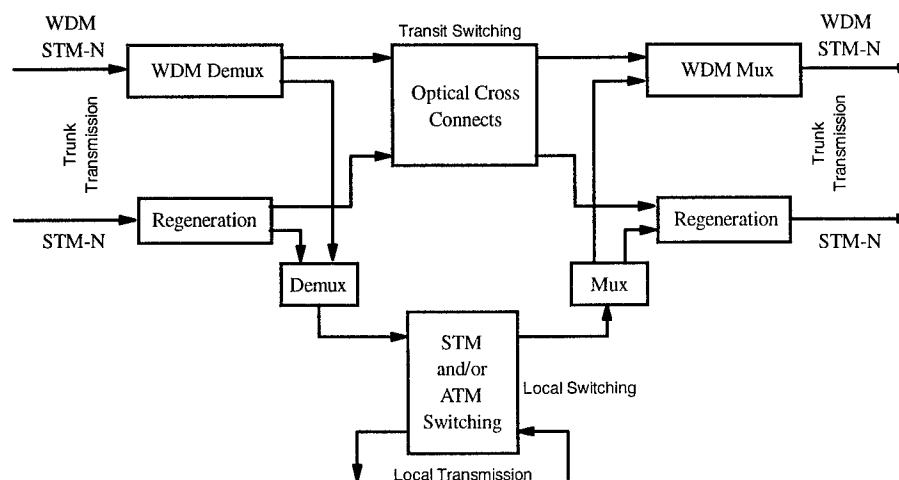 WDM
STM-N
Transit Switching
WDM
STM-N
WDM Demux
Optical Cross
Connects
WDM Mux
Trunk
Transmission
Trunk
Transmission
Regeneration
STM-N
Regeneration
STM-N
Demux
Mux
STM
and/or
ATM
Switching
Local Switching
Local Transmission